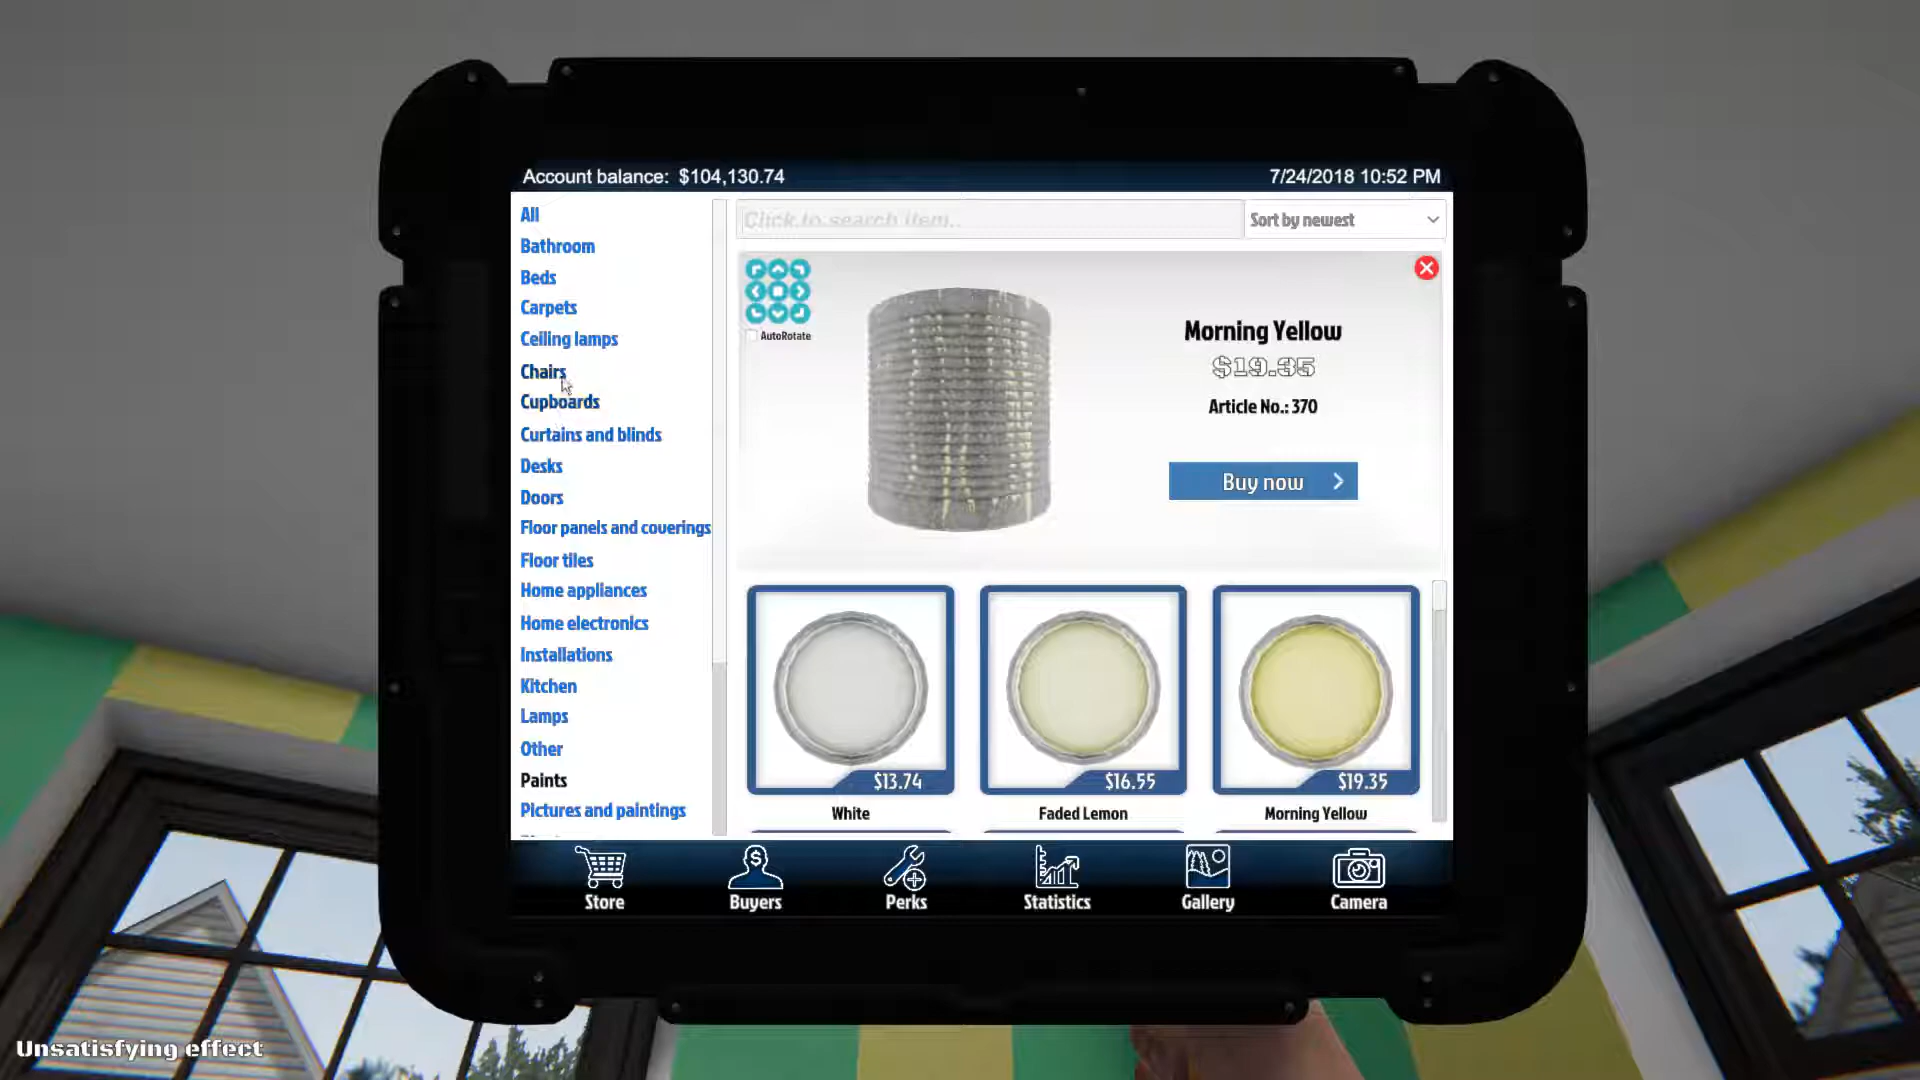 Account balance: $104,130.74
7/24/2018 10:52 PM
All
Bathroom
Beds
Carpets
Ceiling lamps
Chairs
Cupboards
Curtains and blinds
Desks
Doors
Floor panels and coverings
Floor tiles
Home appliances
Home electronics
Installations
Kitchen
Lamps
Other
Paints
Pictures and paintings
Click to search item..
Sort by newest
AutoRotate
Morning Yellow
$19.35
Article No.: 370
Buy now
$13.74
$16.55
$19.35
White
Faded Lemon
Morning Yellow
Store
Buyers
Perks
Statistics
Gallery
Camera
Unsatisfying effect